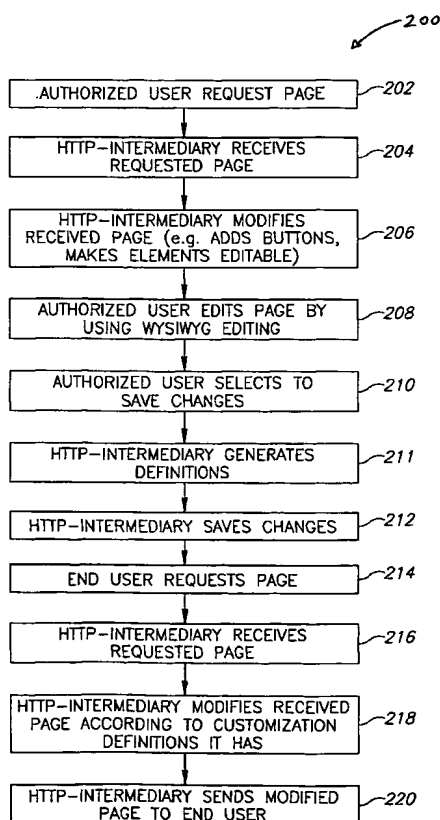 200
.AUTHORIZED USER REQUEST PAGE
202
HTTP-INTERMEDIARY RECEIVES
REQUESTED PAGE
204
HTTP-INTERMEDIARY MODIFIES
RECEIVED PAGE (e.g. ADDS BUTTONS,
MAKES ELEMENTS EDITABLE)
206
AUTHORIZED USER EDITS PAGE BY
USING WYSIWYG EDITING
208
AUTHORIZED USER SELECTS TO
SAVE CHANGES
210
HTTP-INTERMEDIARY GENERATES
DEFINITIONS
211
HTTP-INTERMEDIARY SAVES CHANGES
212
END USER REQUESTS PAGE
214
HTTP-INTERMEDIARY RECEIVES
REQUESTED PAGE
216
HTTP-INTERMEDIARY MODIFIES RECEIVED
PAGE ACCORDING TO CUSTOMIZATION
DEFINITIONS IT HAS
218
HTTP-INTERMEDIARY SENDS MODIFIED
PAGE TO END USER
220